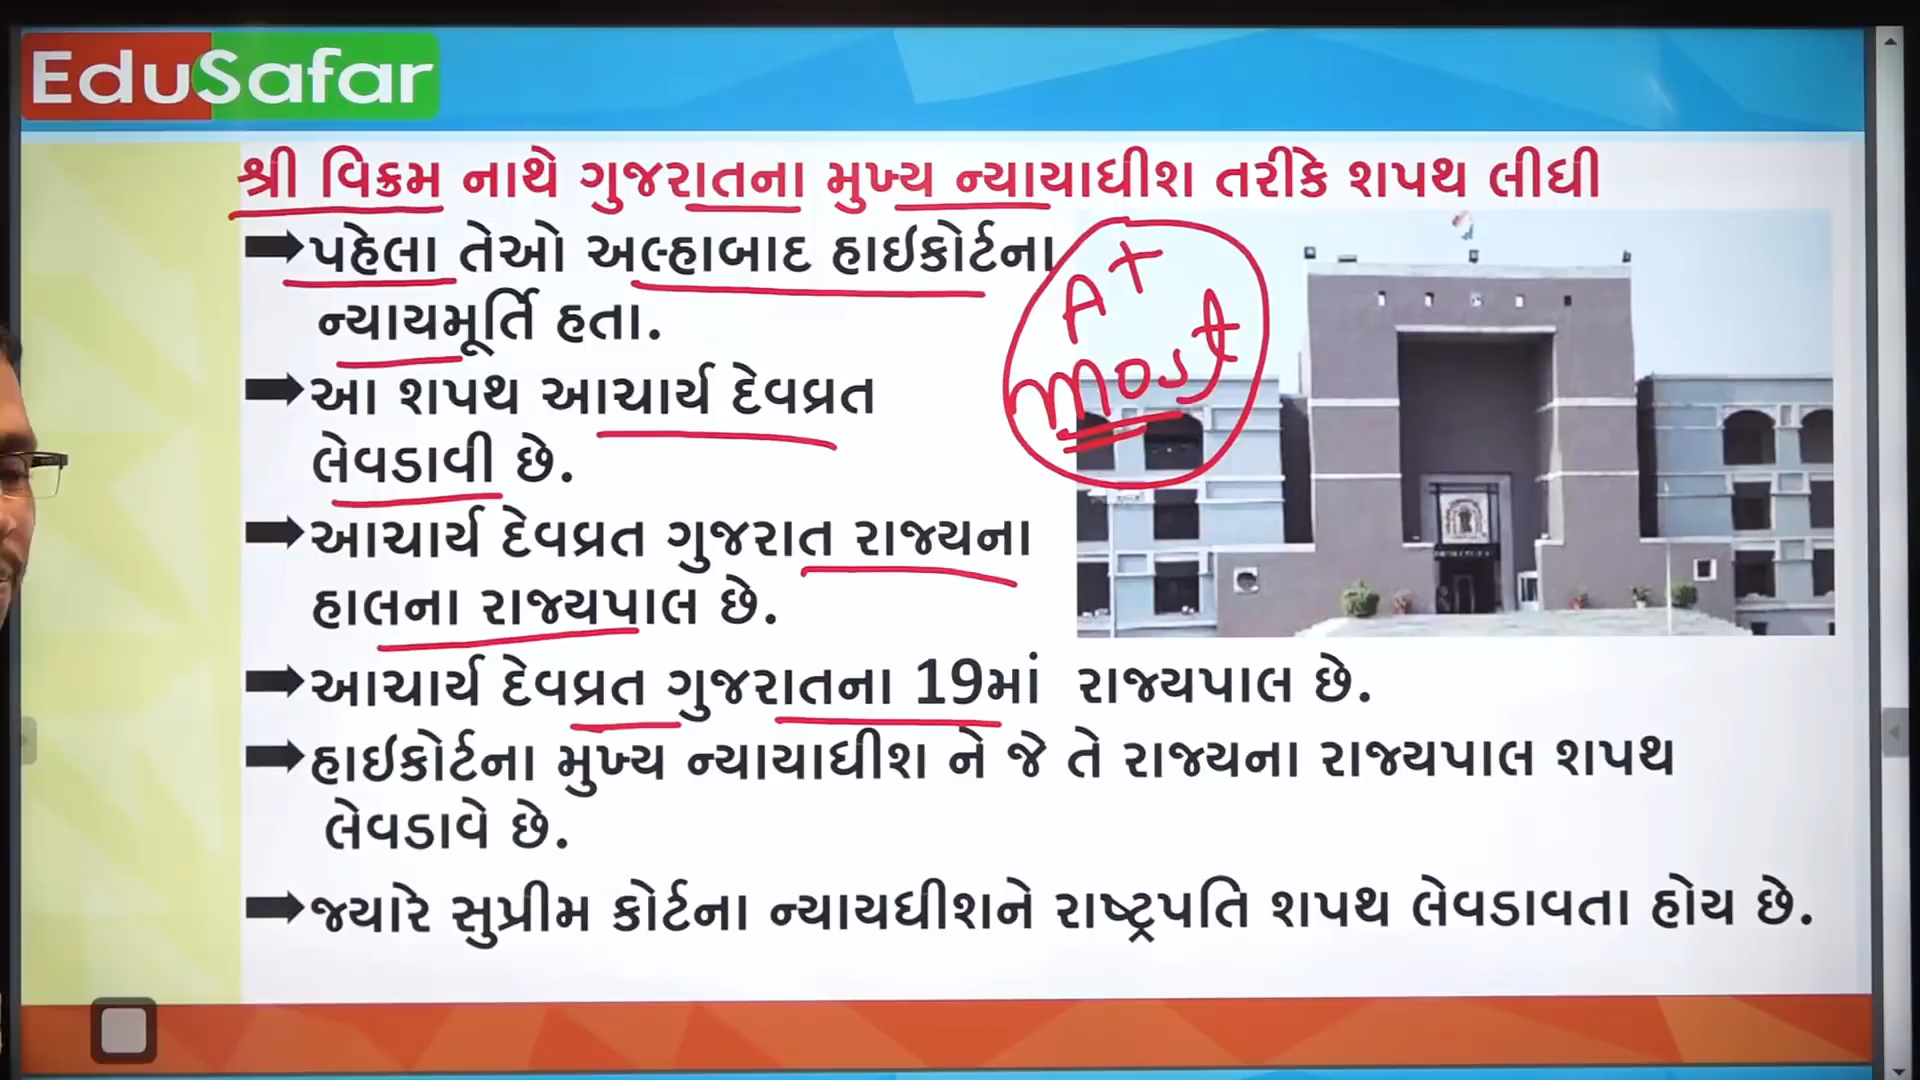 EduSafar
શ્રી વિક્રમ નાથે ગુજરાતના મુખ્ય ન્યાયાધીશ તરીકે શપથ લીધી
➡પહેલા તેઓ અલ્હાબાદ હાઇકોર્ટના
ન્યાયમૂર્તિ હતા.
A+
Most
➡આ શપથ આચાર્ય દેવવ્રત
લેવડાવી છે.
➡આચાર્ય દેવવ્રત ગુજરાત રાજ્યના
હાલના રાજ્યપાલ છે.
➡આચાર્ય દેવવ્રત ગુજરાતના 19માં રાજ્યપાલ છે.
➡હાઇકોર્ટના મુખ્ય ન્યાયાધીશ ને જે તે રાજ્યના રાજ્યપાલ શપથ
લેવડાવે છે.
➡જ્યારે સુપ્રીમ કોર્ટના ન્યાયધીશને રાષ્ટ્રપતિ શપથ લેવડાવતા હોય છે.